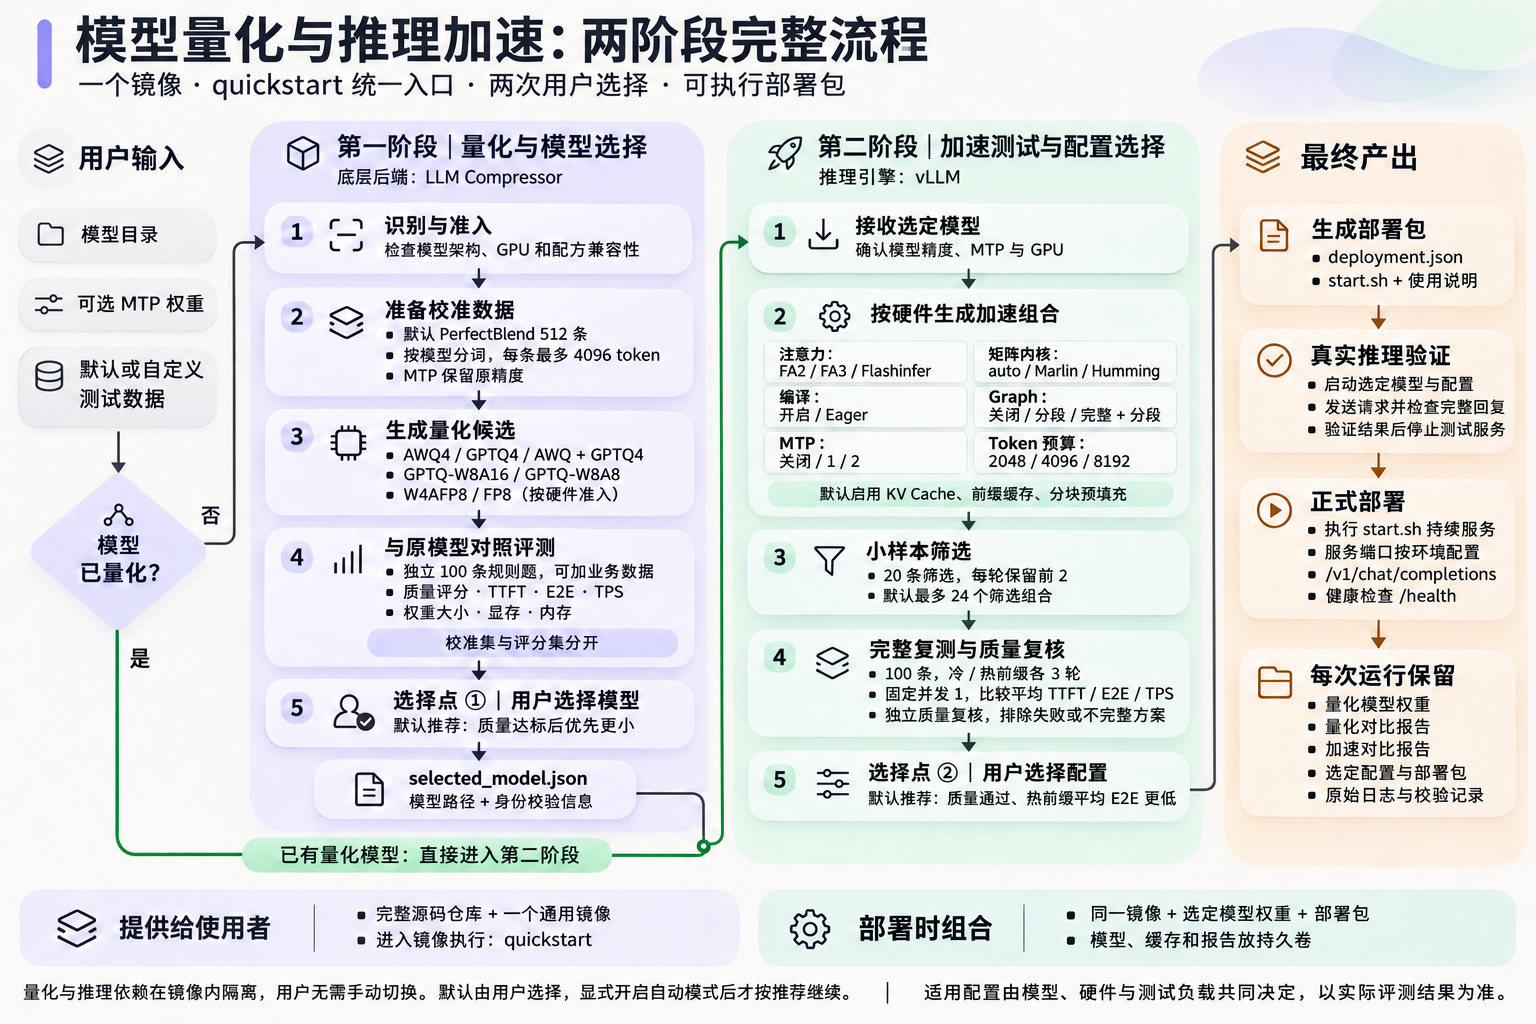 模型量化与推理加速：两阶段完整流程
一个镜像 · quickstart 统一入口 · 两次用户选择 · 可执行部署包
用户输入
模型目录
可选 MTP 权重
默认或自定义
测试数据
模型
已量化？
否
是
第一阶段 | 量化与模型选择
底层后端：LLM Compressor
1
识别与准入
检查模型架构、GPU 和配方兼容性
2
准备校准数据
默认 PerfectBlend 512 条
按模型分词，每条最多 4096 token
MTP 保留原精度
3
生成量化候选
AWQ4 / GPTQ4 / AWQ + GPTQ4
GPTQ-W8A16 / GPTQ-W8A8
W4AFP8 / FP8（按硬件准入）
4
与原模型对照评测
独立 100 条规则题，可加业务数据
质量评分 · TTFT · E2E · TPS
权重大小 · 显存 · 内存
校准集与评分集分开
5
选择点 ① | 用户选择模型
默认推荐：质量达标后优先更小
selected_model.json
模型路径 + 身份校验信息
已有量化模型：直接进入第二阶段
第二阶段 | 加速测试与配置选择
推理引擎：vLLM
1
接收选定模型
确认模型精度、MTP 与 GPU
2
按硬件生成加速组合
注意力：
FA2 / FA3 / Flashinfer
矩阵内核：
auto / Marlin / Humming
编译：
开启 / Eager
Graph：
关闭 / 分段 / 完整 + 分段
MTP：
关闭 / 1 / 2
Token 预算：
2048 / 4096 / 8192
默认启用 KV Cache、前缀缓存、分块预填充
3
小样本筛选
20 条筛选，每轮保留前 2
默认最多 24 个筛选组合
4
完整复测与质量复核
100 条，冷 / 热前缀各 3 轮
固定并发 1，比较平均 TTFT / E2E / TPS
独立质量复核，排除失败或不完整方案
5
选择点 ② | 用户选择配置
默认推荐：质量通过、热前缀平均 E2E 更低
最终产出
生成部署包
deployment.json
start.sh + 使用说明
真实推理验证
启动选定模型与配置
发送请求并检查完整回复
验证结果后停止测试服务
正式部署
执行 start.sh 持续服务
服务端口按环境配置
/v1/chat/completions
健康检查 /health
每次运行保留
量化模型权重
量化对比报告
加速对比报告
选定配置与部署包
原始日志与校验记录
提供给使用者
完整源码仓库 + 一个通用镜像
进入镜像执行：quickstart
部署时组合
同一镜像 + 选定模型权重 + 部署包
模型、缓存和报告放持久卷
量化与推理依赖在镜像内隔离，用户无需手动切换。默认由用户选择，显式开启自动模式后才按推荐继续。 | 适用配置由模型、硬件与测试负载共同决定，以实际评测结果为准。